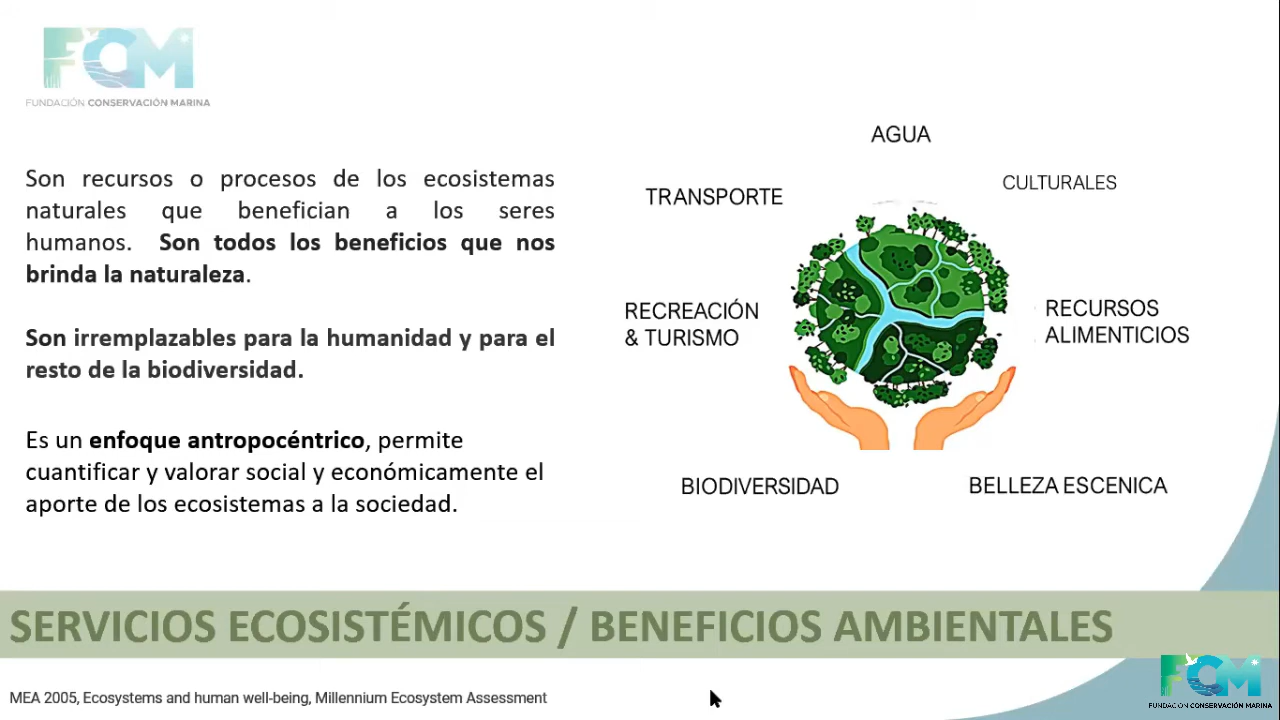 FCM
FUNDACIÓN CONSERVACIÓN MARINA
Son recursos o procesos de los ecosistemas
naturales que benefician a los seres
humanos. Son todos los beneficios que nos
brinda la naturaleza.
Son irremplazables para la humanidad y para el
resto de la biodiversidad.
Es un enfoque antropocéntrico, permite
cuantificar y valorar social y económicamente el
aporte de los ecosistemas a la sociedad.
AGUA
CULTURALES
TRANSPORTE
RECREACIÓN
& TURISMO
RECURSOS
ALIMENTICIOS
BIODIVERSIDAD
BELLEZA ESCENICA
SERVICIOS ECOSISTÉMICOS / BENEFICIOS AMBIENTALES
MEA 2005, Ecosystems and human well-being, Millennium Ecosystem Assessment
FCM
FUNDACIÓN CONSERVACIÓN MARINA